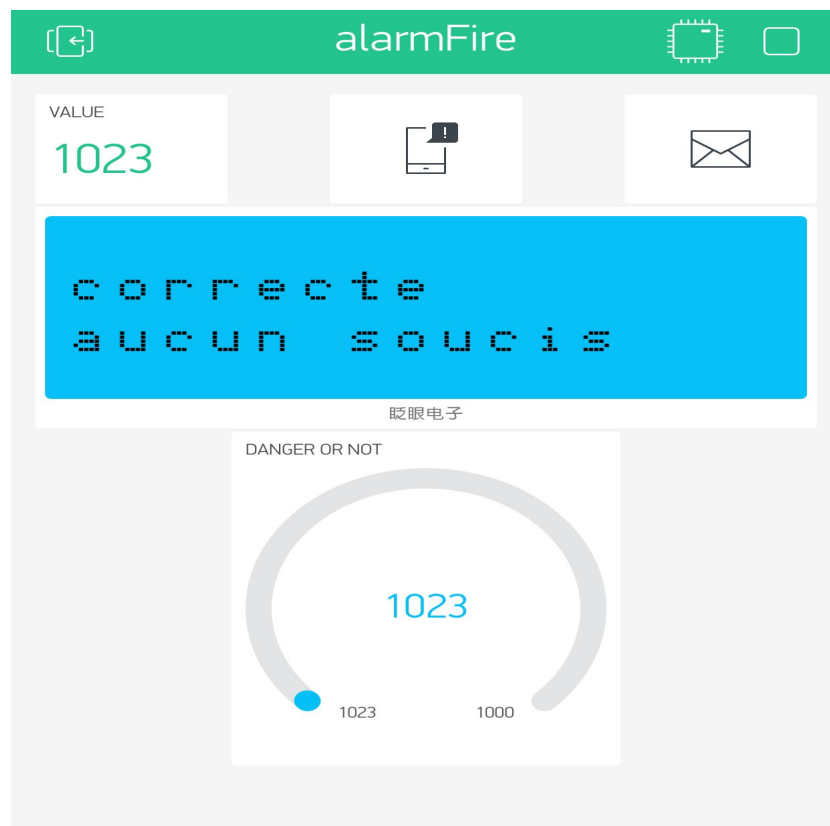 alarmFire
VALUE
1023
!
correcte
aucun soucis
眨眼电子
DANGER OR NOT
1023
1023 1000